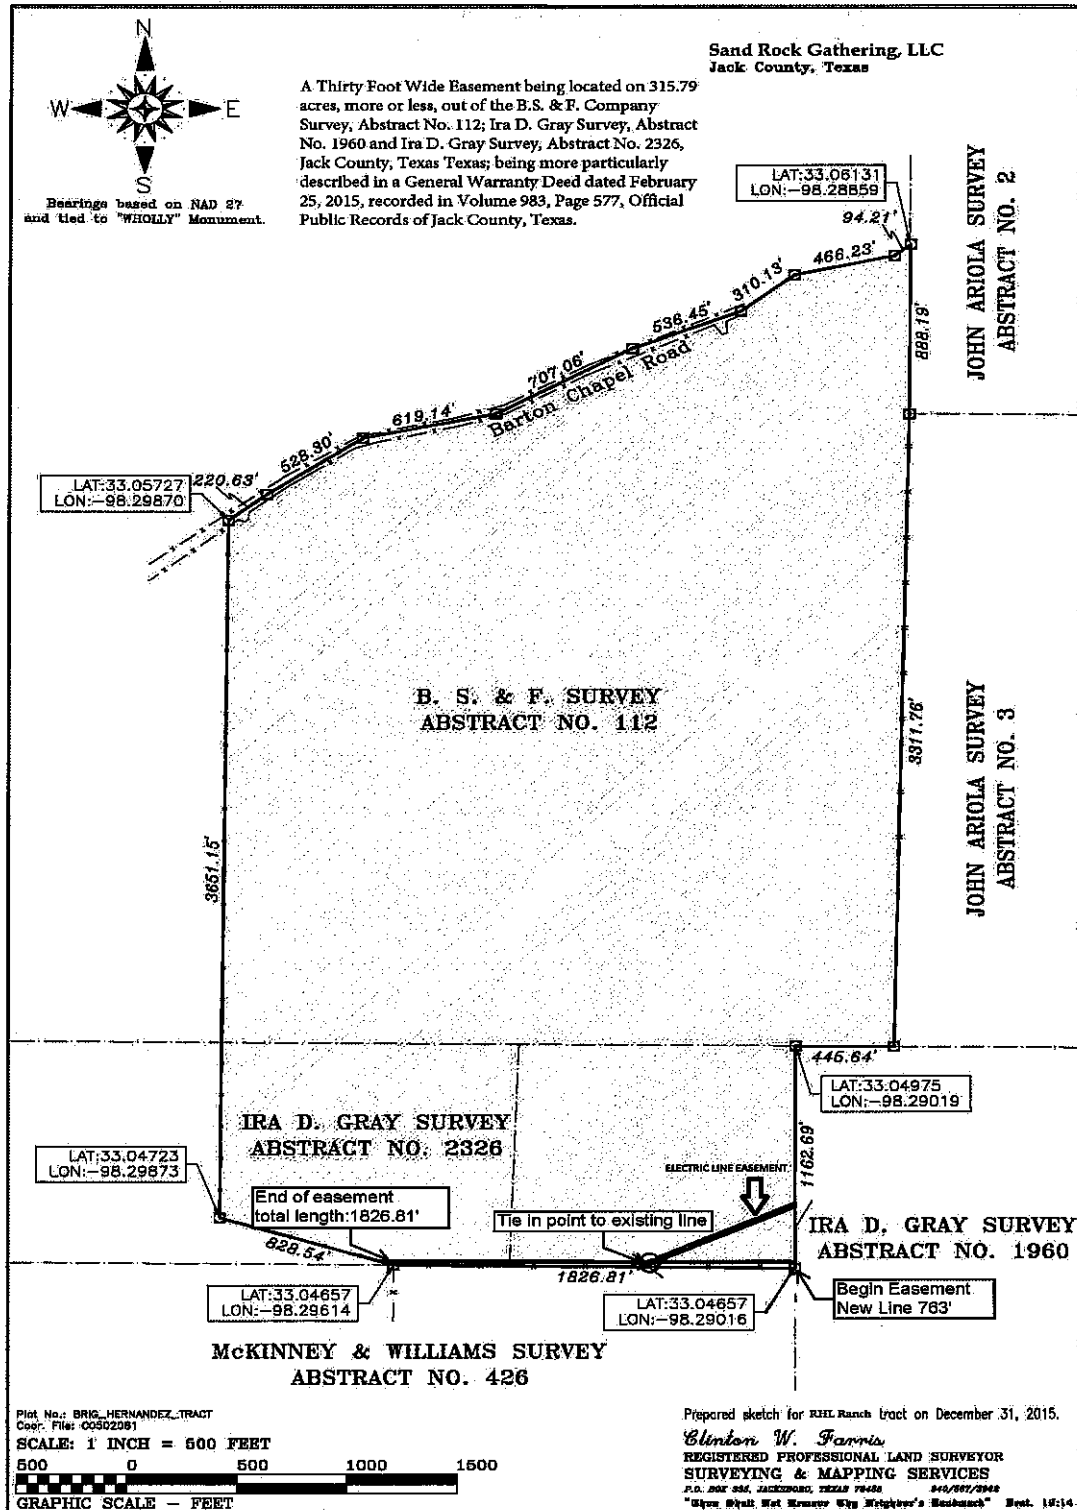 N
W
E
S
Bearings based on NAD 27
and tied to "WHOLLY" Monument.
Sand Rock Gathering, LLC
Jack County, Texas
A Thirty Foot Wide Easement being located on 315.79
acres, more or less, out of the B.S. & F. Company
Survey, Abstract No. 112; Ira D. Gray Survey, Abstract
No. 1960 and Ira D. Gray Survey, Abstract No. 2326,
Jack County, Texas Texas; being more particularly
described in a General Warranty Deed dated February
25, 2015, recorded in Volume 983, Page 577, Official
Public Records of Jack County, Texas.
LAT:33.06131
LON:-98.28859
94.21'
466.23'
310.13'
536.45'
707.06'
Barton Chapel Road
619.14'
528.30'
220.63'
LAT:33.05727
LON:-98.29870
888.19'
JOHN ARIOLA SURVEY
ABSTRACT NO. 2
B. S. & F. SURVEY
ABSTRACT NO. 112
3311.76'
JOHN ARIOLA SURVEY
ABSTRACT NO. 3
3651.15'
445.64'
LAT:33.04975
LON:-98.29019
IRA D. GRAY SURVEY
ABSTRACT NO. 2326
LAT:33.04723
LON:-98.29873
1162.69'
ELECTRIC LINE EASEMENT
End of easement
total length:1826.81'
Tie in point to existing line
IRA D. GRAY SURVEY
ABSTRACT NO. 1960
828.54'
1826.81'
LAT:33.04657
LON:-98.29614
LAT:33.04657
LON:-98.29016
Begin Easement
New Line 763'
McKINNEY & WILLIAMS SURVEY
ABSTRACT NO. 426
Plat No.: BRIG_HERNANDEZ_TRACT
Coor. File: C05D2081
SCALE: 1 INCH = 500 FEET
500 0 500 1000 1500
GRAPHIC SCALE - FEET
Prepared sketch for RHL Ranch tract on December 31, 2015.
Clinton W. Farris
REGISTERED PROFESSIONAL LAND SURVEYOR
SURVEYING & MAPPING SERVICES
P.O. BOX 335, JACKSBORO, TEXAS 76458